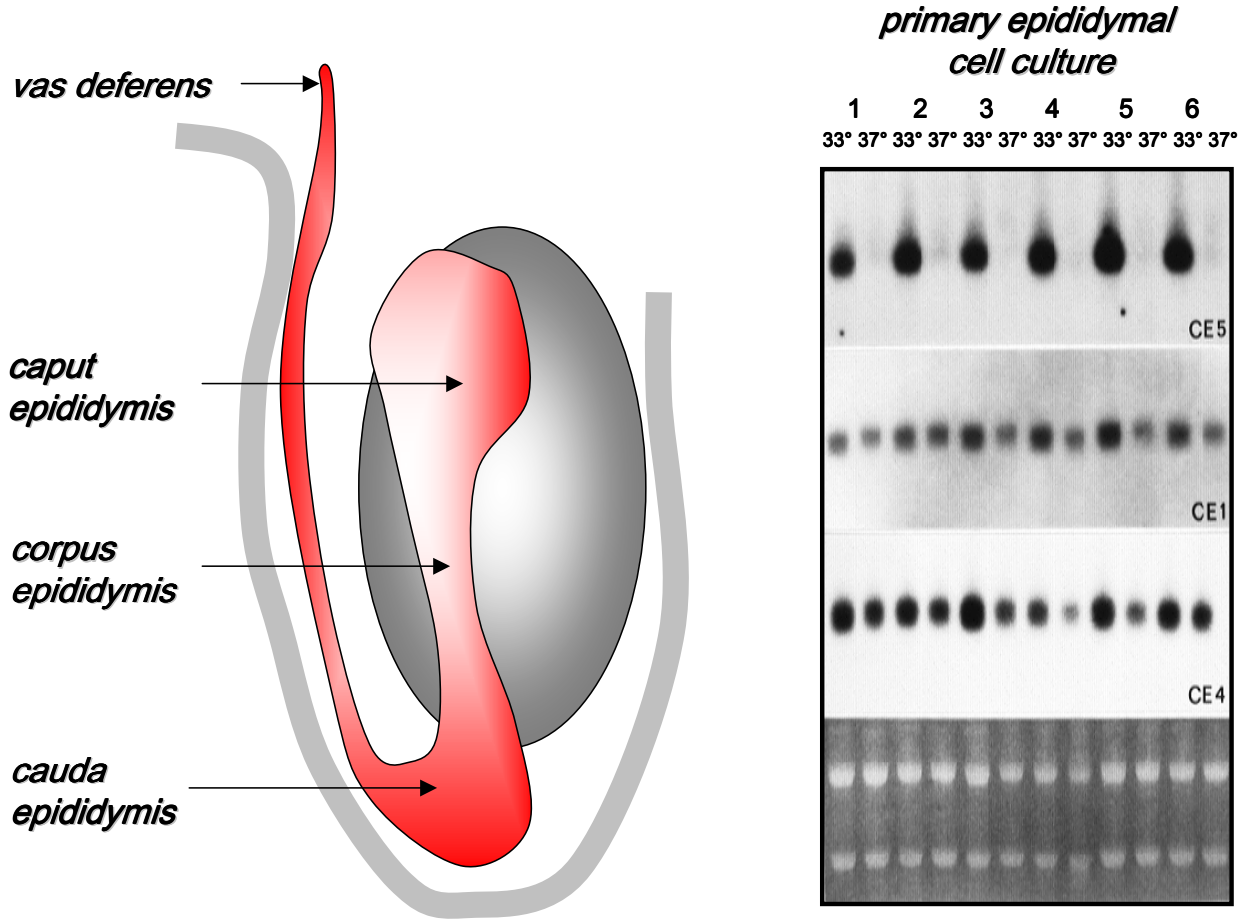 vas deferens
caput
epididymis
corpus
epididymis
cauda
epididymis
primary epididymal
cell culture
1 2 3 4 5 6
33° 37° 33° 37° 33° 37° 33° 37° 33° 37° 33° 37°
CE5
CE1
CE4